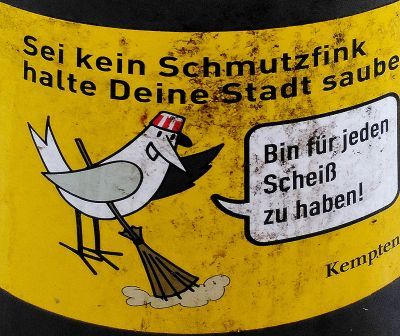 Sei kein Schmutzfink
halte Deine Stadt saube
Bin für jeden
Scheiß
zu haben!
Kempten